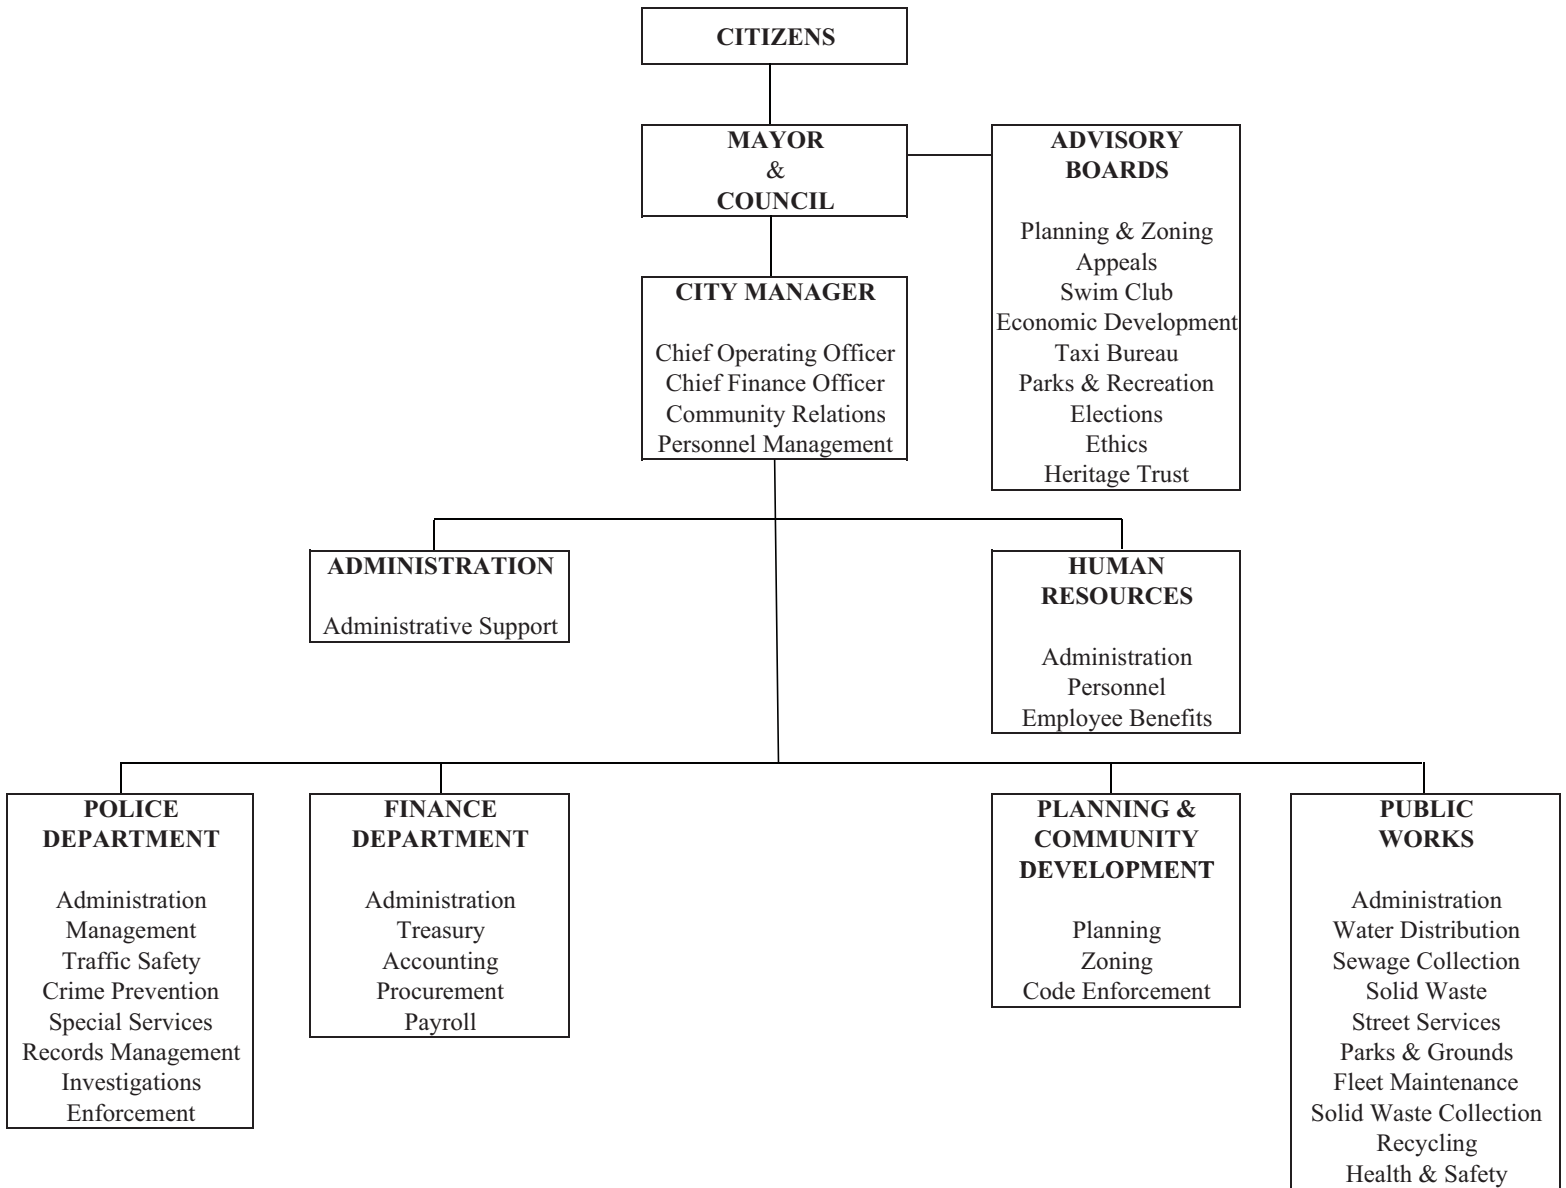 CITIZENS
MAYOR
&
COUNCIL
ADVISORY
BOARDS
Planning & Zoning
Appeals
Swim Club
Economic Development
Taxi Bureau
Parks & Recreation
Elections
Ethics
Heritage Trust
CITY MANAGER
Chief Operating Officer
Chief Finance Officer
Community Relations
Personnel Management
ADMINISTRATION
Administrative Support
HUMAN
RESOURCES
Administration
Personnel
Employee Benefits
POLICE
DEPARTMENT
Administration
Management
Traffic Safety
Crime Prevention
Special Services
Records Management
Investigations
Enforcement
FINANCE
DEPARTMENT
Administration
Treasury
Accounting
Procurement
Payroll
PLANNING &
COMMUNITY
DEVELOPMENT
Planning
Zoning
Code Enforcement
PUBLIC
WORKS
Administration
Water Distribution
Sewage Collection
Solid Waste
Street Services
Parks & Grounds
Fleet Maintenance
Solid Waste Collection
Recycling
Health & Safety